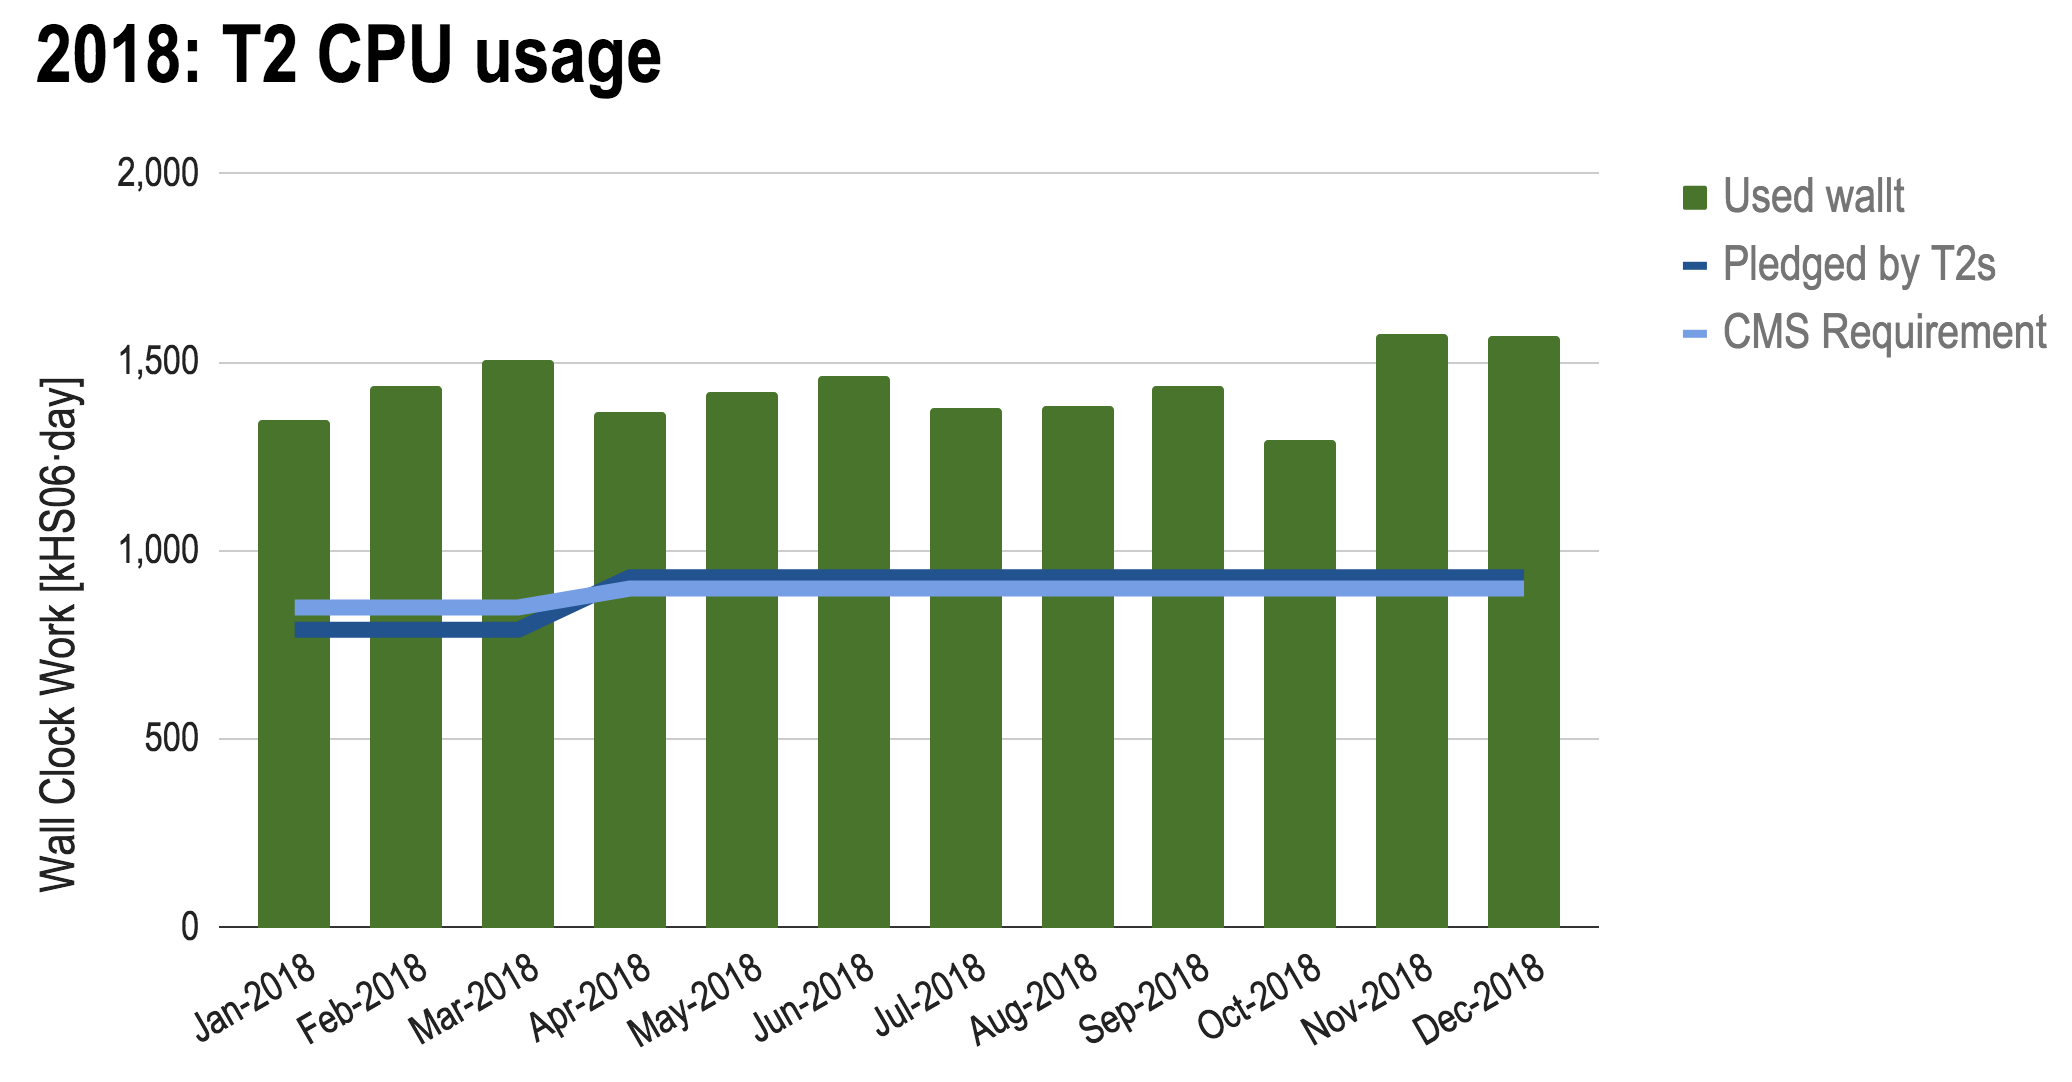 2018: T2 CPU usage
2,000
1,500
1,000
500
0
Wall Clock Work [kHS06·day]
Jan-2018
Feb-2018
Mar-2018
Apr-2018
May-2018
Jun-2018
Jul-2018
Aug-2018
Sep-2018
Oct-2018
Nov-2018
Dec-2018
Used wallt
Pledged by T2s
CMS Requirement